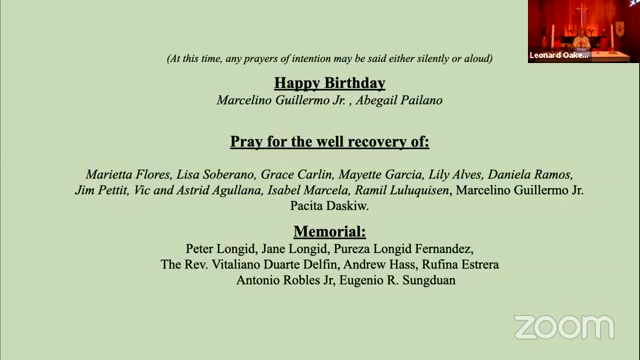 Leonard Oake...
(At this time, any prayers of intention may be said either silently or aloud)
Happy Birthday
Marcelino Guillermo Jr. , Abegail Pailano
Pray for the well recovery of:
Marietta Flores, Lisa Soberano, Grace Carlin, Mayette Garcia, Lily Alves, Daniela Ramos,
Jim Pettit, Vic and Astrid Agullana, Isabel Marcela, Ramil Luluquisen, Marcelino Guillermo Jr.
Pacita Daskiw.
Memorial:
Peter Longid, Jane Longid, Pureza Longid Fernandez,
The Rev. Vitaliano Duarte Delfin, Andrew Hass, Rufina Estrera
Antonio Robles Jr, Eugenio R. Sungduan
zoom